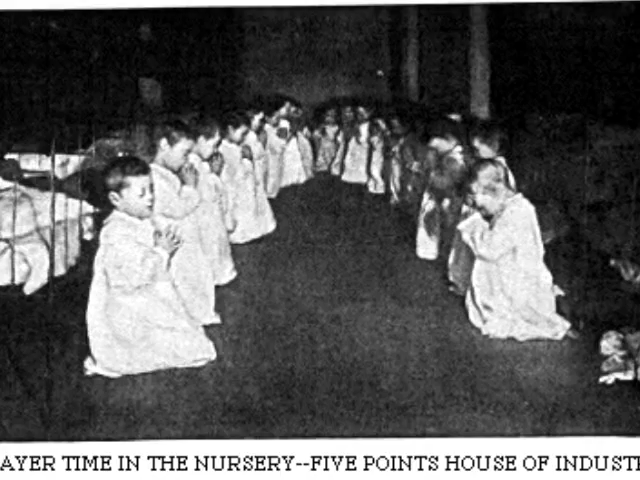 AYER TIME IN THE NURSERY--FIVE POINTS HOUSE OF INDUST